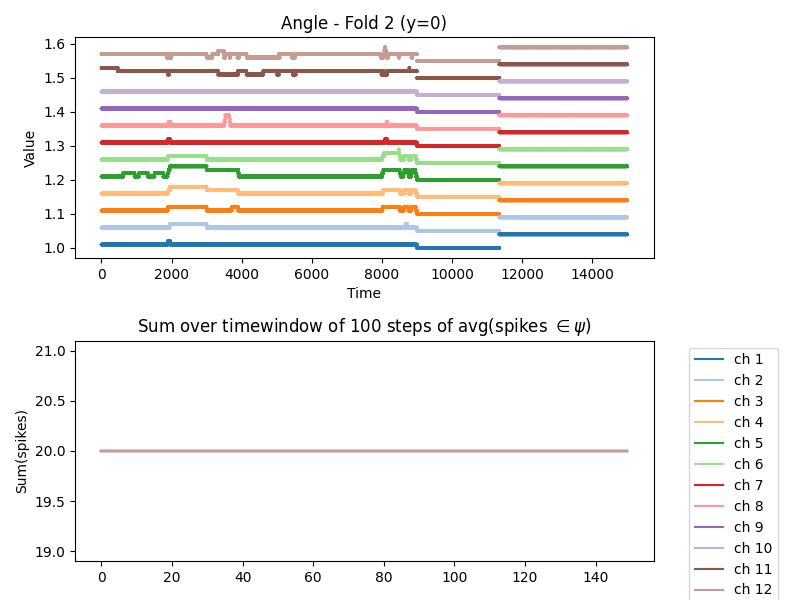 Angle - Fold 2 (y=0)
Value
1.6
1.5
1.4
1.3
1.2
1.1
1.0
0 2000 4000 6000 8000 10000 12000 14000
Time
Sum over timewindow of 100 steps of avg(spikes ∈ ψ)
Sum(spikes)
21.0
20.5
20.0
19.5
19.0
0 20 40 60 80 100 120 140
ch 1
ch 2
ch 3
ch 4
ch 5
ch 6
ch 7
ch 8
ch 9
ch 10
ch 11
ch 12